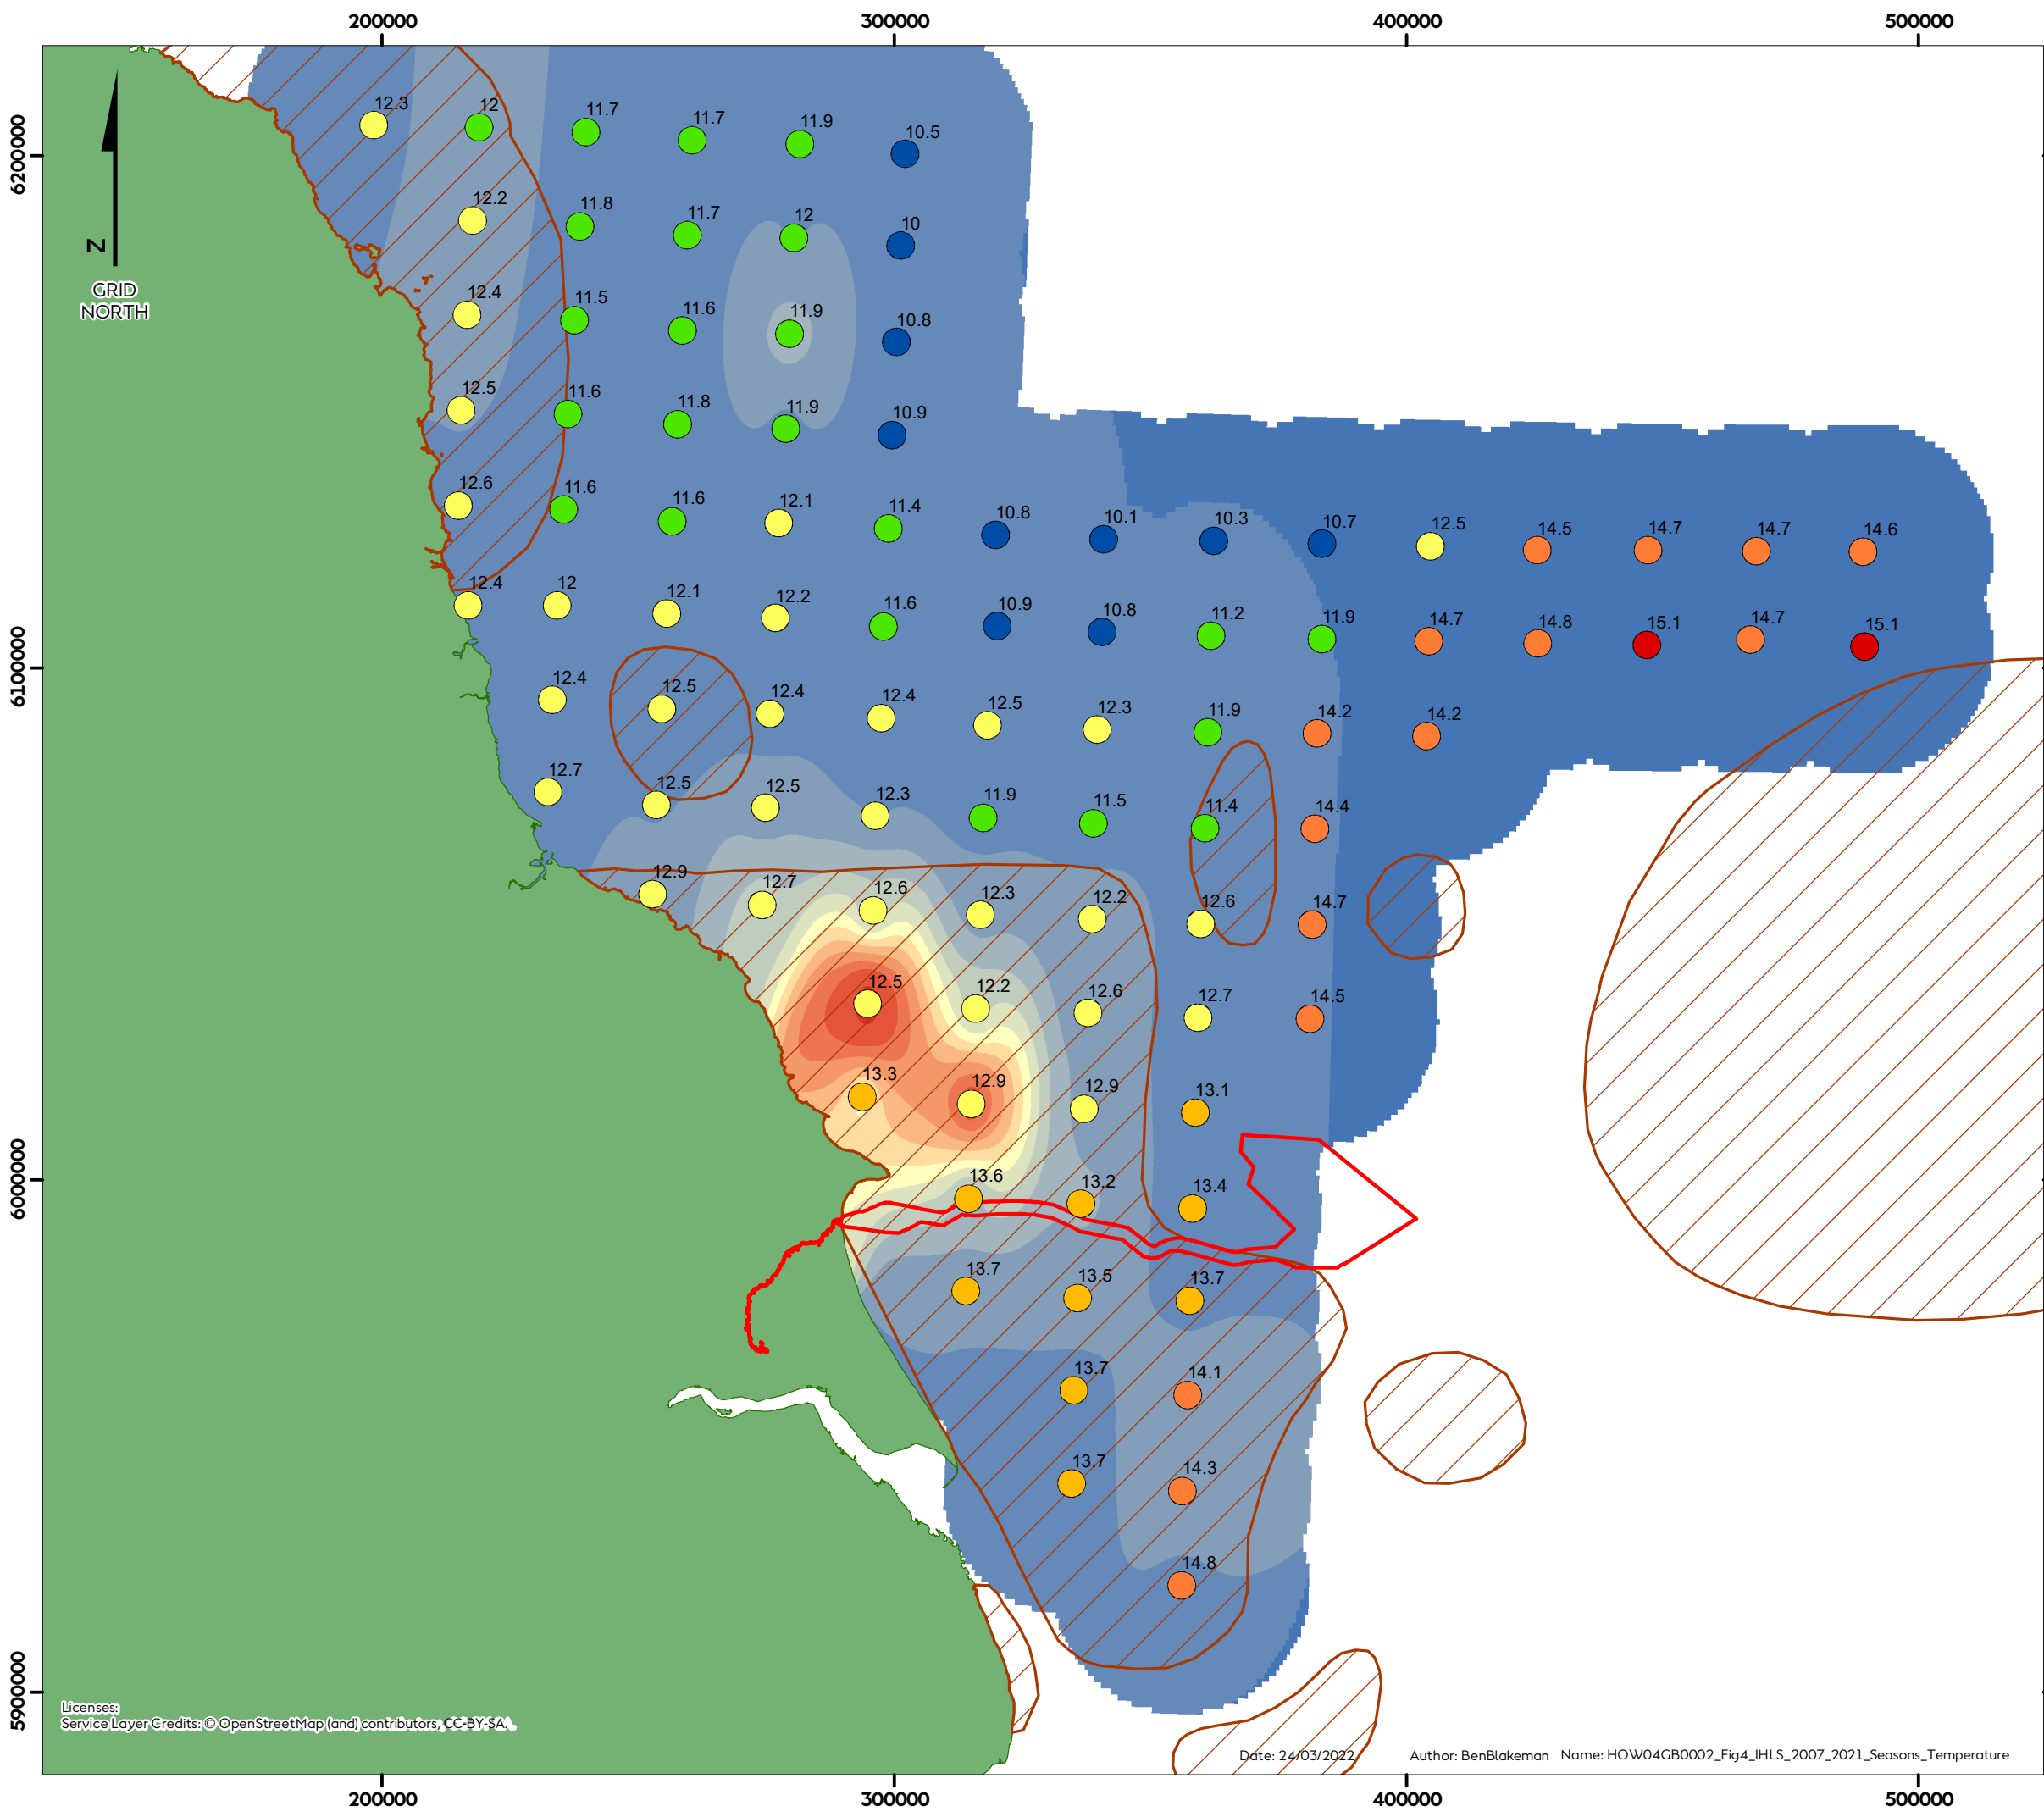 200000 300000 400000 500000
12.3 12 11.7 11.7 11.9 10.5
6200000
12.2 11.8 11.7 12 10
N
GRID
NORTH
12.4 11.5 11.6 11.9 10.8
12.5 11.6 11.8 11.9 10.9
12.6 11.6 11.6 12.1 11.4 10.8 10.1 10.3 10.7 12.5 14.5 14.7 14.7 14.6
12.4 12 12.1 12.2 11.6 10.9 10.8 11.2 11.9 14.7 14.8 15.1 14.7 15.1
6100000
12.4 12.5 12.4 12.4 12.5 12.3 11.9 14.2 14.2
12.7 12.5 12.5 12.3 11.9 11.5 11.4 14.4
12.9 12.7 12.6 12.3 12.2 12.6 14.7
12.5 12.2 12.6 12.7 14.5
13.3 12.9 12.9 13.1
6000000
13.6 13.2 13.4
13.7 13.5 13.7
13.7 14.1
13.7 14.3
14.8
5900000
Licenses:
Service Layer Credits: © OpenStreetMap (and) contributors, CC-BY-SA.
Date: 24/03/2022 Author: BenBlakeman Name: HOW04GB0002_Fig4_IHLS_2007_2021_Seasons_Temperature
200000 300000 400000 500000